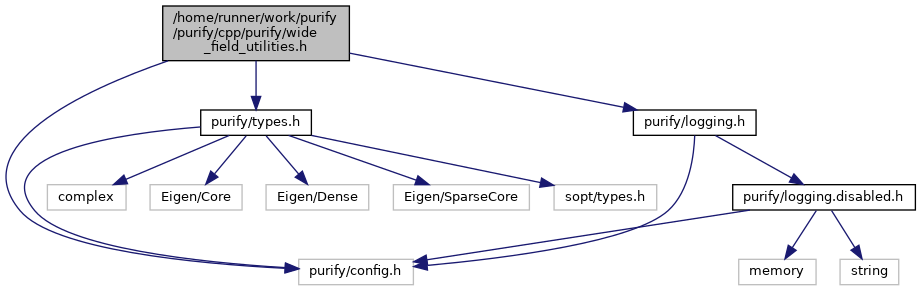 /home/runner/work/purify
/purify/cpp/purify/wide
_field_utilities.h
purify/types.h
purify/logging.h
complex
Eigen/Core
Eigen/Dense
Eigen/SparseCore
sopt/types.h
purify/logging.disabled.h
purify/config.h
memory
string